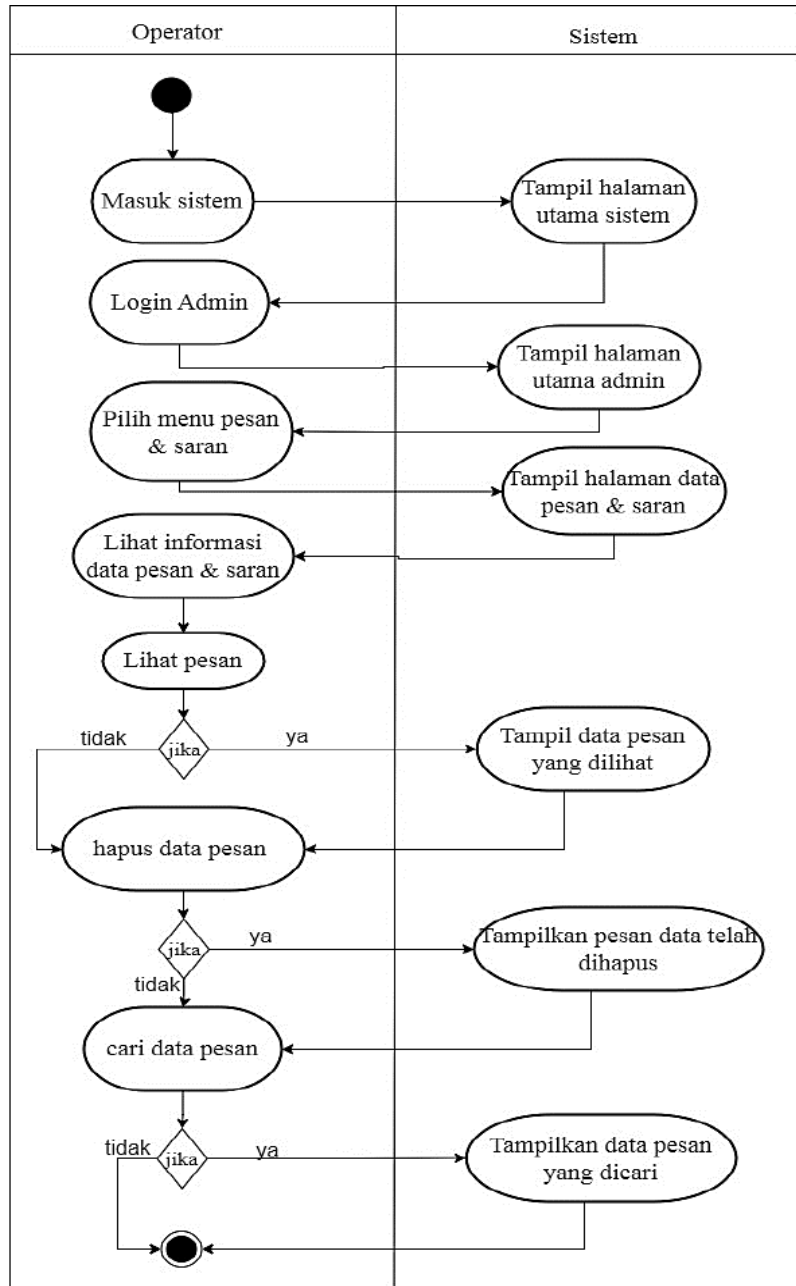 Operator
Sistem
Masuk sistem
Tampil halaman
utama sistem
Login Admin
Tampil halaman
utama admin
Pilih menu pesan
& saran
Tampil halaman data
pesan & saran
Lihat informasi
data pesan & saran
Lihat pesan
tidak
jika
ya
Tampil data pesan
yang dilihat
hapus data pesan
jika
ya
Tampilkan pesan data telah
dihapus
tidak
cari data pesan
tidak
jika
ya
Tampilkan data pesan
yang dicari